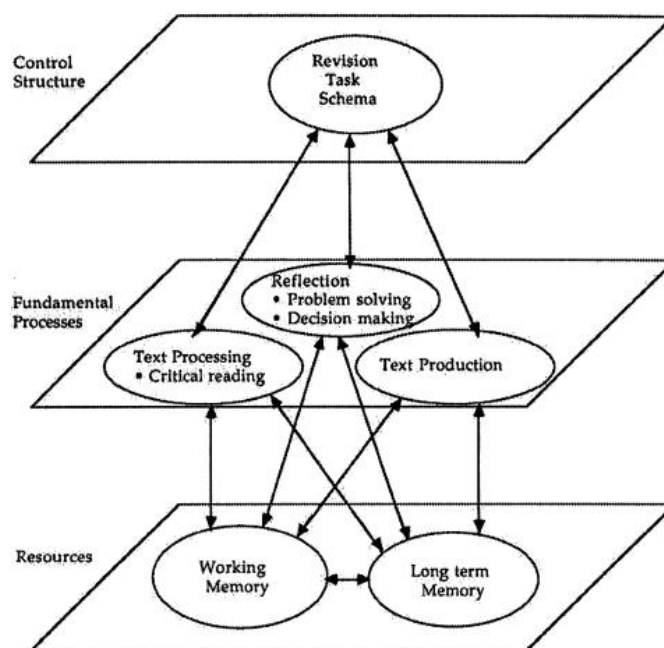 Control
Structure
Revision
Task
Schema
Fundamental
Processes
Reflection
• Problem solving
• Decision making
Text Processing
• Critical reading
Text Production
Resources
Working
Memory
Long term
Memory